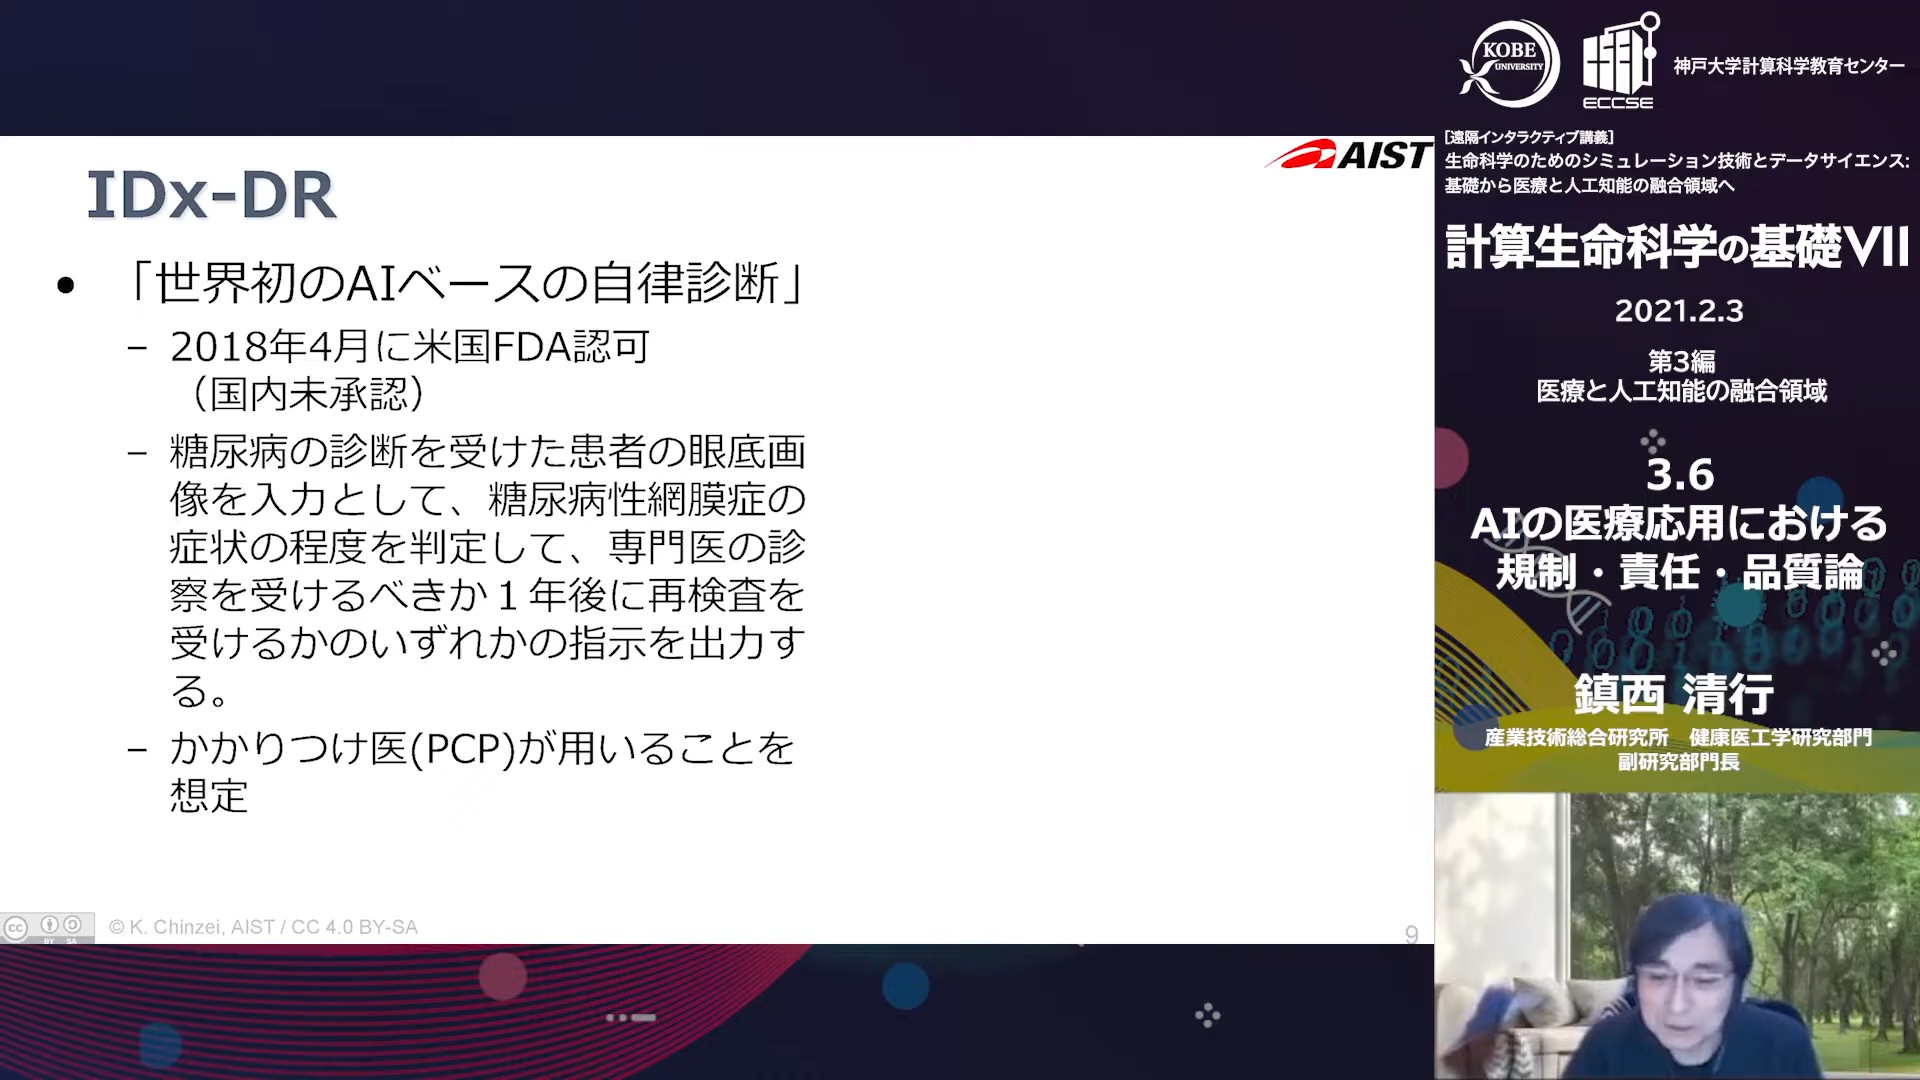 IDx-DR
AIST
• 「世界初のAIベースの自律診断」
– 2018年4月に米国FDA認可
（国内未承認）
– 糖尿病の診断を受けた患者の眼底画
像を入力として、糖尿病性網膜症の
症状の程度を判定して、専門医の診
察を受けるべきか１年後に再検査を
受けるかのいずれかの指示を出力す
る。
– かかりつけ医(PCP)が用いることを
想定
cc
BY SA
© K. Chinzei, AIST / CC 4.0 BY-SA
9
KOBE
UNIVERSITY
ECCSE
神戸大学計算科学教育センター
[遠隔インタラクティブ講義]
生命科学のためのシミュレーション技術とデータサイエンス:
基礎から医療と人工知能の融合領域へ
計算生命科学の基礎VII
2021.2.3
第3編
医療と人工知能の融合領域
3.6
AIの医療応用における
規制・責任・品質論
鎮西 清行
産業技術総合研究所　健康医工学研究部門
副研究部門長